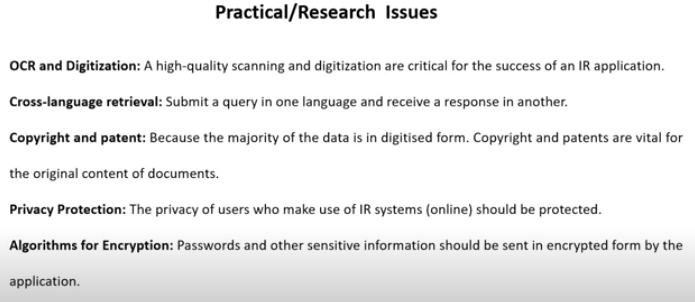 Practical/Research Issues
OCR and Digitization: A high-quality scanning and digitization are critical for the success of an IR application.
Cross-language retrieval: Submit a query in one language and receive a response in another.
Copyright and patent: Because the majority of the data is in digitised form. Copyright and patents are vital for
the original content of documents.
Privacy Protection: The privacy of users who make use of IR systems (online) should be protected.
Algorithms for Encryption: Passwords and other sensitive information should be sent in encrypted form by the
application.